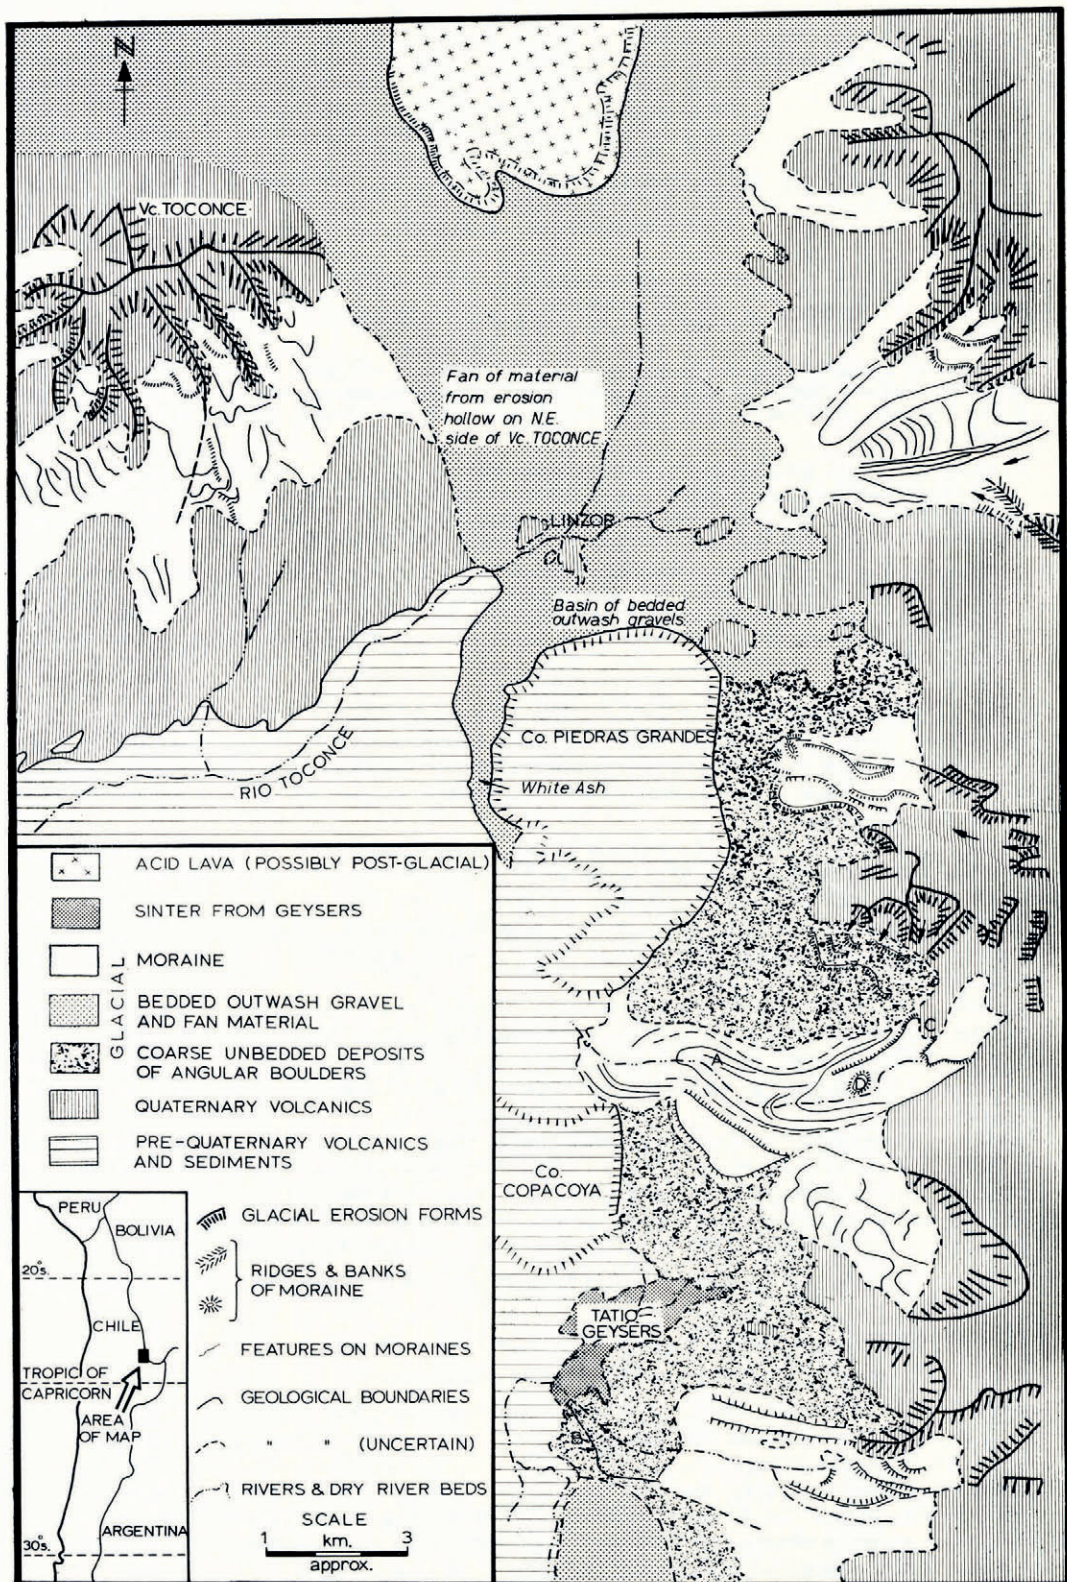 N
Vc. TOCONCE
Fan of material
from erosion
hollow on N.E.
side of Vc. TOCONCE
LINZOR
Basin of bedded
outwash gravels
Co. PIEDRAS GRANDES
RIO TOCONCE
White Ash
C
A
D
Co.
COPACOYA
TATIO
GEYSERS
B
ACID LAVA (POSSIBLY POST-GLACIAL)
SINTER FROM GEYSERS
GLACIAL
MORAINE
BEDDED OUTWASH GRAVEL
AND FAN MATERIAL
COARSE UNBEDDED DEPOSITS
OF ANGULAR BOULDERS
QUATERNARY VOLCANICS
PRE-QUATERNARY VOLCANICS
AND SEDIMENTS
PERU
BOLIVIA
20°s.
CHILE
TROPIC OF
CAPRICORN
AREA
OF MAP
ARGENTINA
30°s.
GLACIAL EROSION FORMS
RIDGES & BANKS
OF MORAINE
FEATURES ON MORAINES
GEOLOGICAL BOUNDARIES
" " (UNCERTAIN)
RIVERS & DRY RIVER BEDS
SCALE
1 km. 3
approx.